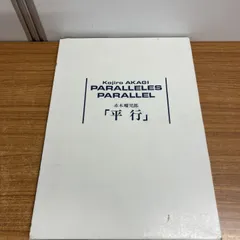 Kojiro AKAGI
PARALLELES
PARALLEL
赤木曠児郎
「平 行」